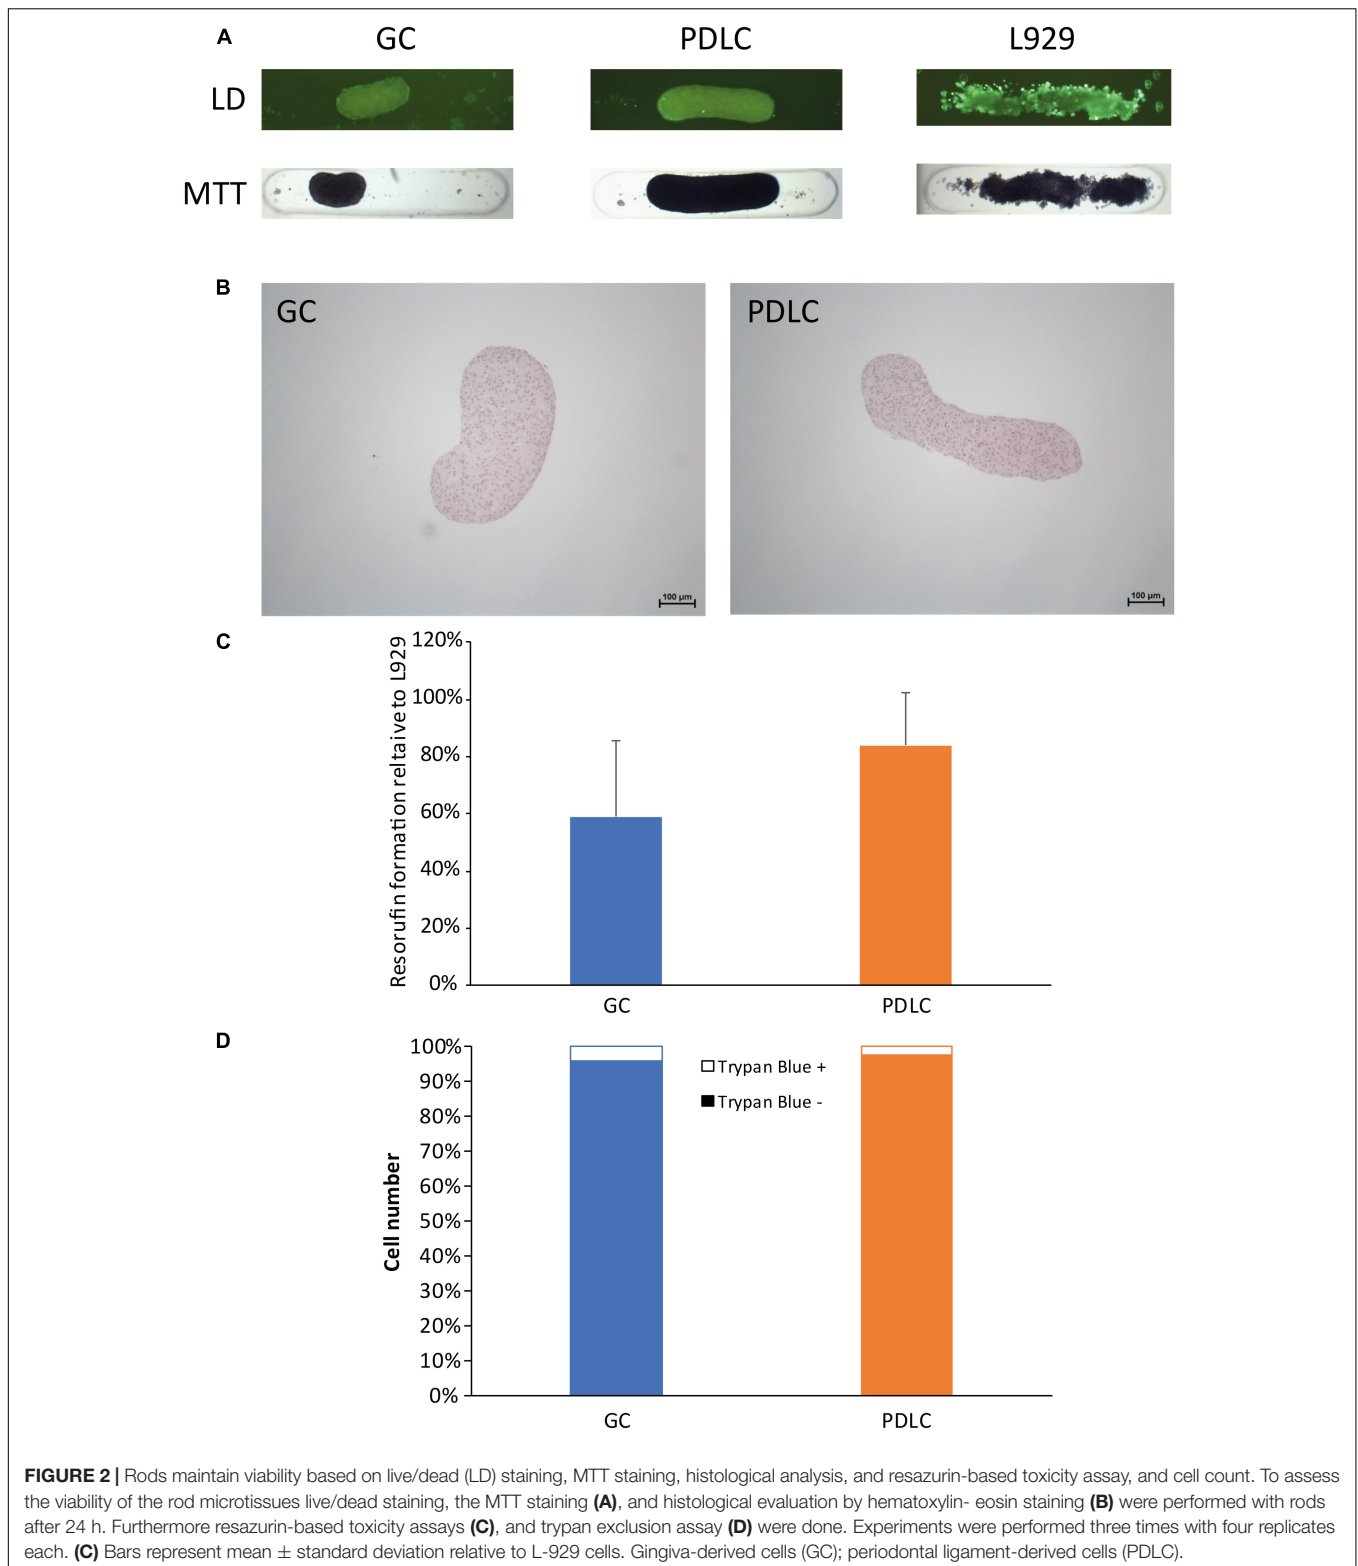 A
GC PDLC L929
LD
MTT
B
GC
PDLC
100 µm
100 µm
C
Resorufin formation reltaive to L929
120%
100%
80%
60%
40%
20%
0%
GC PDLC
D
Cell number
100%
90%
80%
70%
60%
50%
40%
30%
20%
10%
0%
Trypan Blue +
Trypan Blue -
GC PDLC
FIGURE 2 | Rods maintain viability based on live/dead (LD) staining, MTT staining, histological analysis, and resazurin-based toxicity assay, and cell count. To assess
the viability of the rod microtissues live/dead staining, the MTT staining (A), and histological evaluation by hematoxylin- eosin staining (B) were performed with rods
after 24 h. Furthermore resazurin-based toxicity assays (C), and trypan exclusion assay (D) were done. Experiments were performed three times with four replicates
each. (C) Bars represent mean ± standard deviation relative to L-929 cells. Gingiva-derived cells (GC); periodontal ligament-derived cells (PDLC).